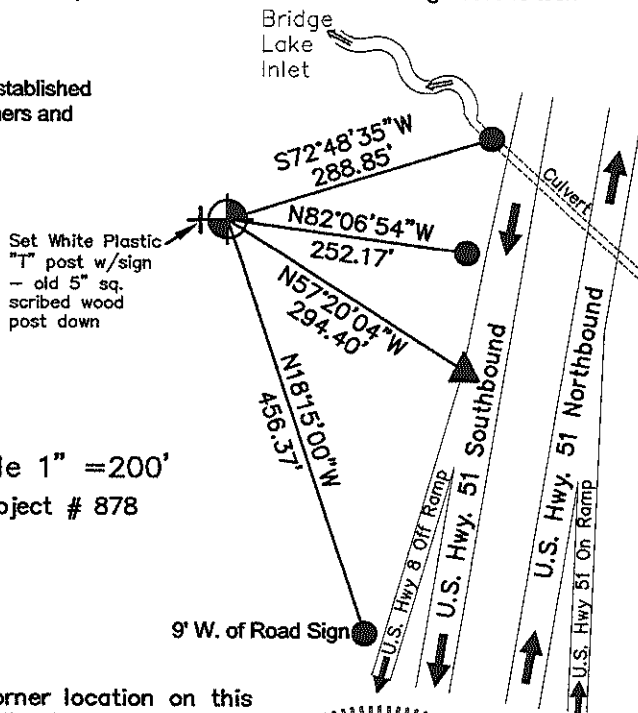 Bridge
Lake
Inlet
stablished
ners and
S72°48'35"W
288.85'
Culvert
N82°06'54"W
252.17'
Set White Plastic
"T" post w/sign
– old 5" sq.
scribed wood
post down
N57°20'04"W
294.40'
N18°15'00"W
456.37'
U.S. Hwy. 51 Southbound
U.S. Hwy. 51 Northbound
le 1" =200'
oject # 878
U.S. Hwy 8 Off Ramp
U.S. Hwy 51 On Ramp
9' W. of Road Sign
orner location on this